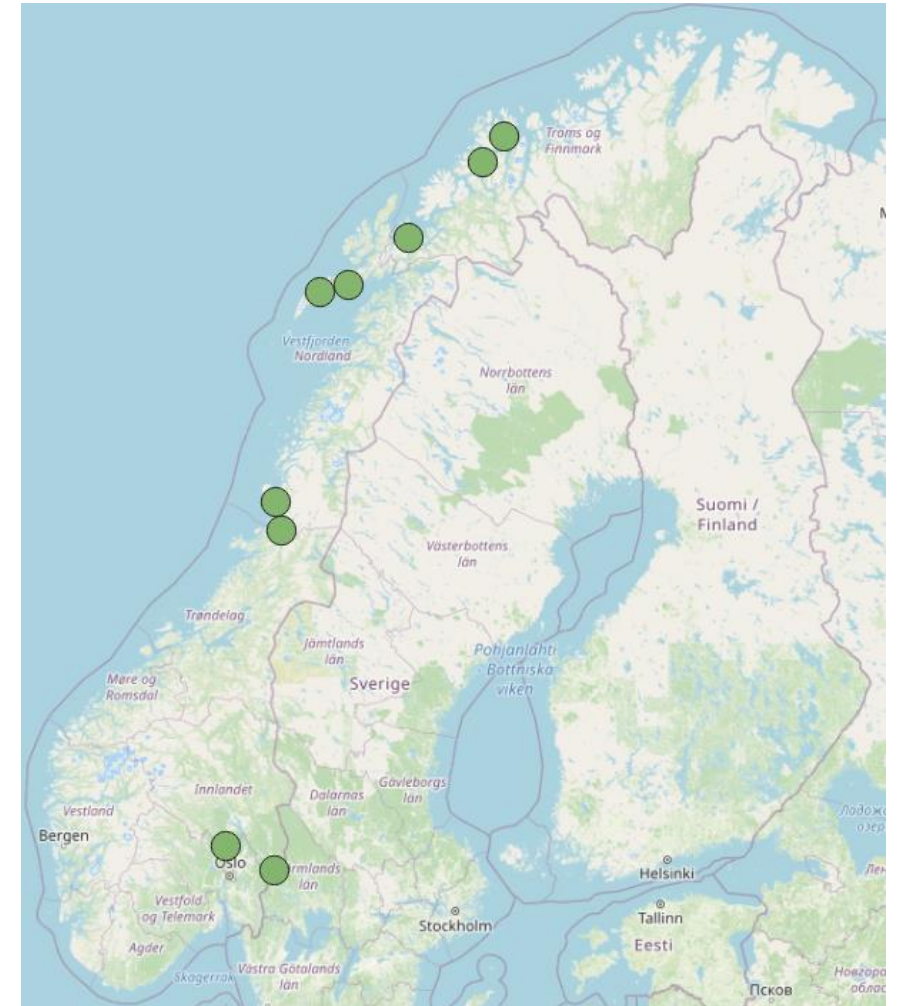 Troms og
Finnmark
M
Vestfjorden
Nordland
Norrbottens
län
Suomi /
Finland
Västerbottens
län
Trøndelag
Jämtlands
län
Pohjanlahti
- Bottniska
viken
Møre og
Romsdal
Sverige
Gävleborgs
län
Innlandet
Dalarnas
län
Vestland
Bergen
Oslo
rmlands
län
Helsinki
Vestfold
og Telemark
Stockholm
Tallinn
Eesti
Agder
Skagerrak
Västra Götalands
län
Псков